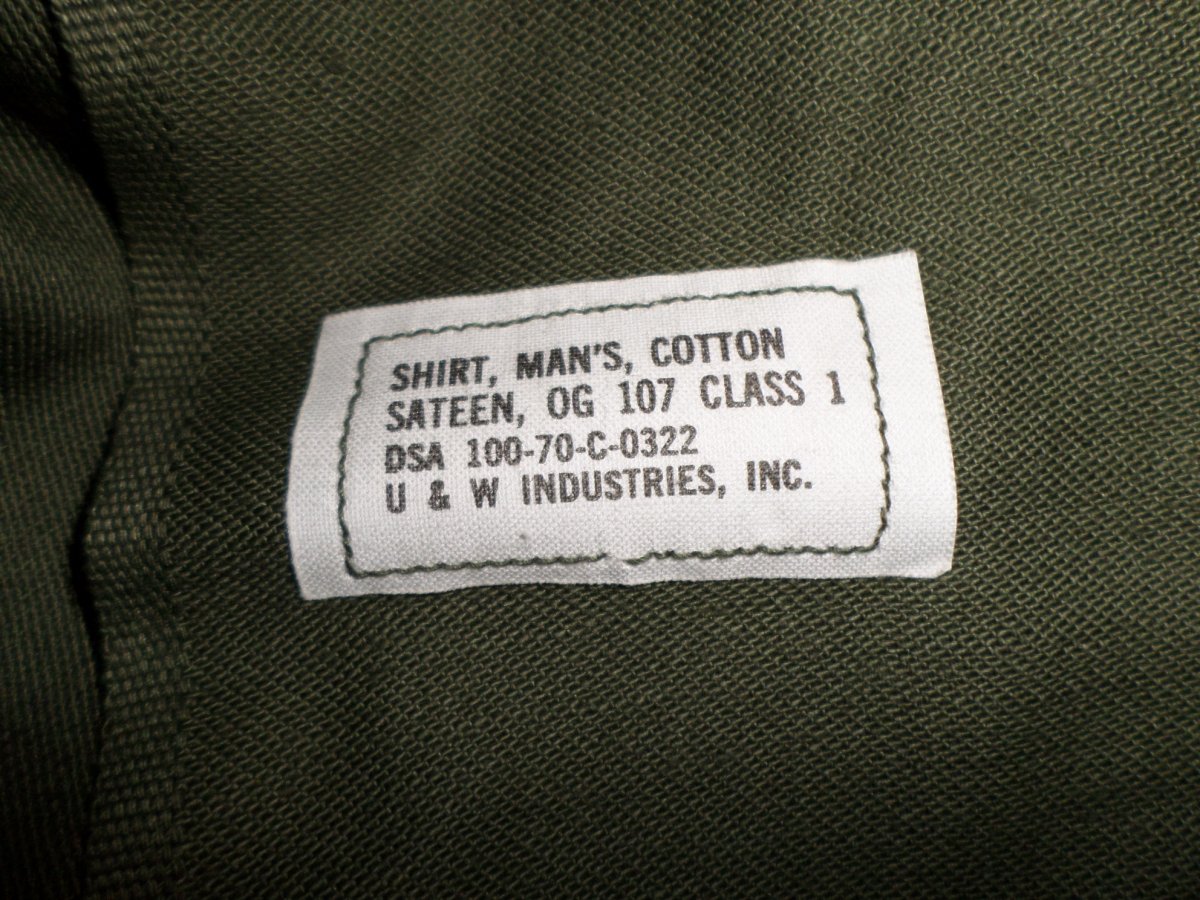 SHIRT, MAN'S, COTTON
SATEEN, OG 107 CLASS 1
DSA 100-70-C-0322
U & W INDUSTRIES, INC.